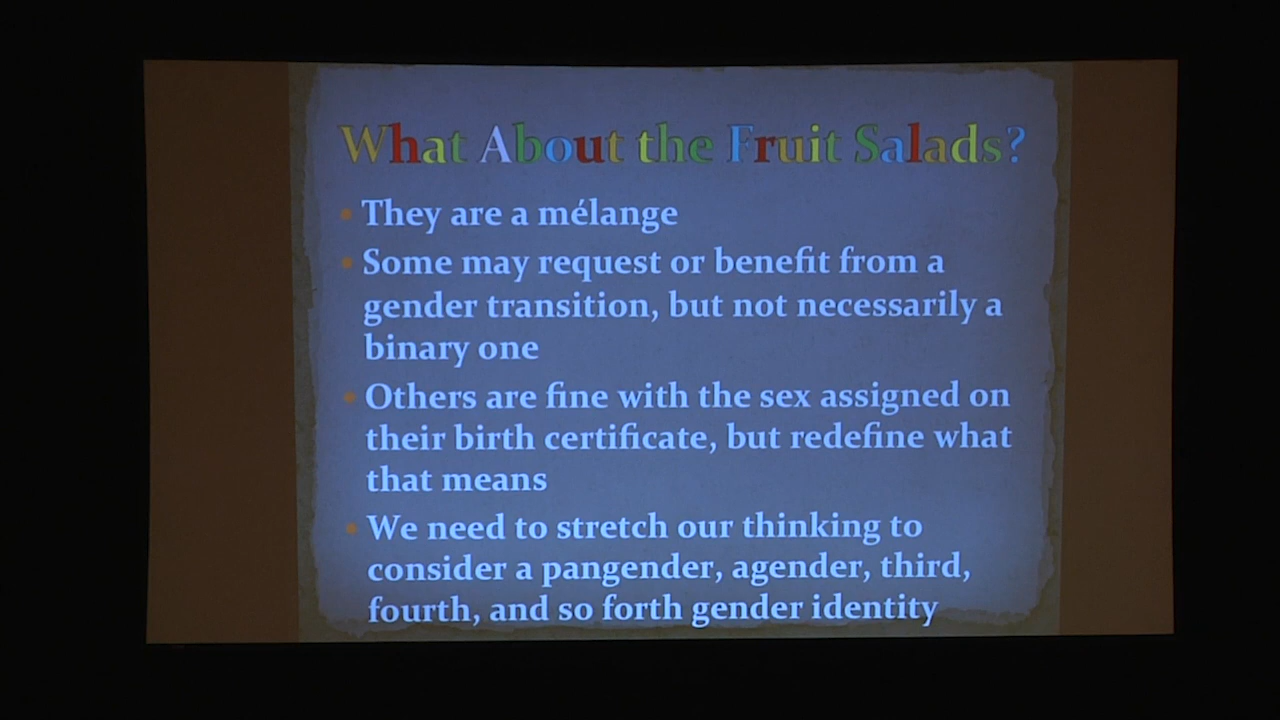 What About the Fruit Salads?
• They are a mélange
• Some may request or benefit from a
gender transition, but not necessarily a
binary one
• Others are fine with the sex assigned on
their birth certificate, but redefine what
that means
• We need to stretch our thinking to
consider a pangender, agender, third,
fourth, and so forth gender identity